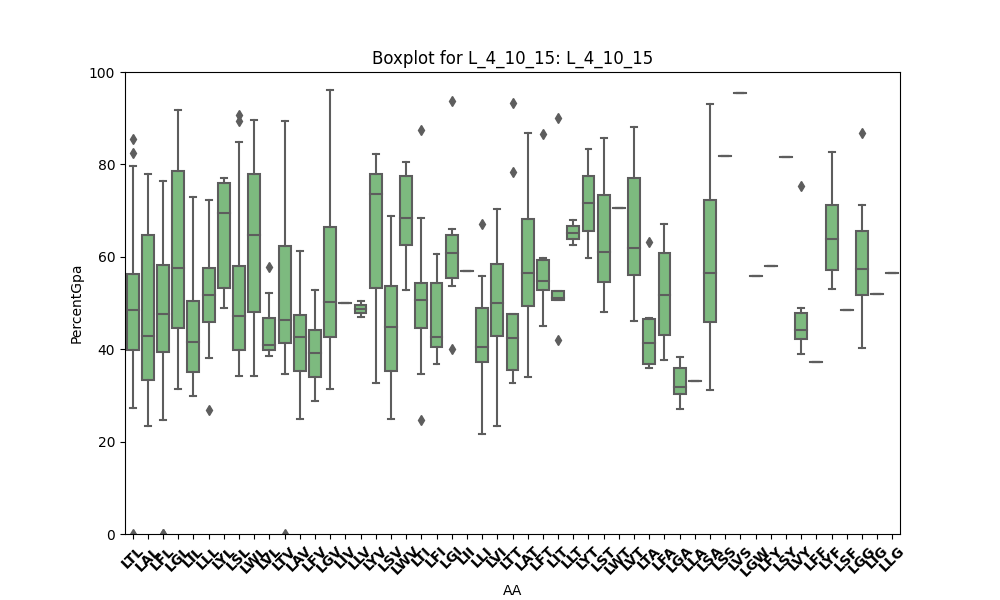 Boxplot for L_4_10_15: L_4_10_15
PercentGpa
100
80
60
40
20
0
LTL LAL LFL LGL LIL LLL LYL LSL LWL LVL LTV LAV LFV LGV LIV LLV LYV LSV LWV LTI LFI LGI LII LLI LVI LTT LAT LFT LIT LLT LYT LST LWT LVT LTA LFA LGA LLA LSA LSS LVS LGW LFY LSY LVY LFF LYF LSF LGG LIG LLG
AA